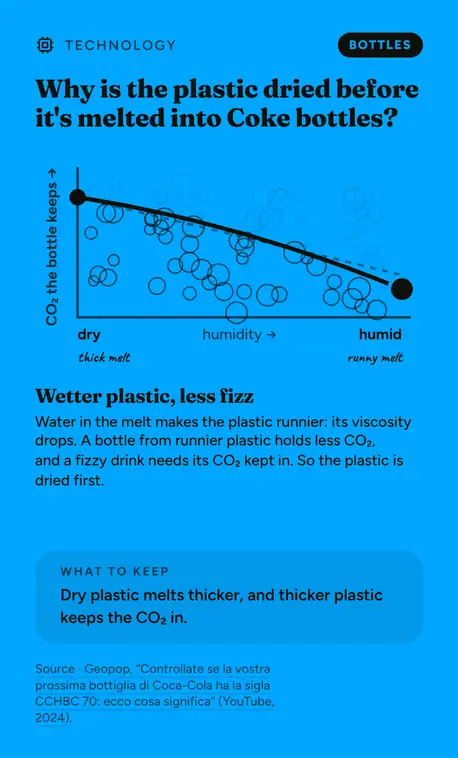 TECHNOLOGY
BOTTLES
Why is the plastic dried before
it's melted into Coke bottles?
CO₂ the bottle keeps →
dry
humidity →
humid
thick melt
runny melt
Wetter plastic, less fizz
Water in the melt makes the plastic runnier: its viscosity
drops. A bottle from runnier plastic holds less CO₂,
and a fizzy drink needs its CO₂ kept in. So the plastic is
dried first.
WHAT TO KEEP
Dry plastic melts thicker, and thicker plastic
keeps the CO₂ in.
Source · Geopop, “Controllate se la vostra
prossima bottiglia di Coca-Cola ha la sigla
CCHBC 70: ecco cosa significa” (YouTube,
2024).